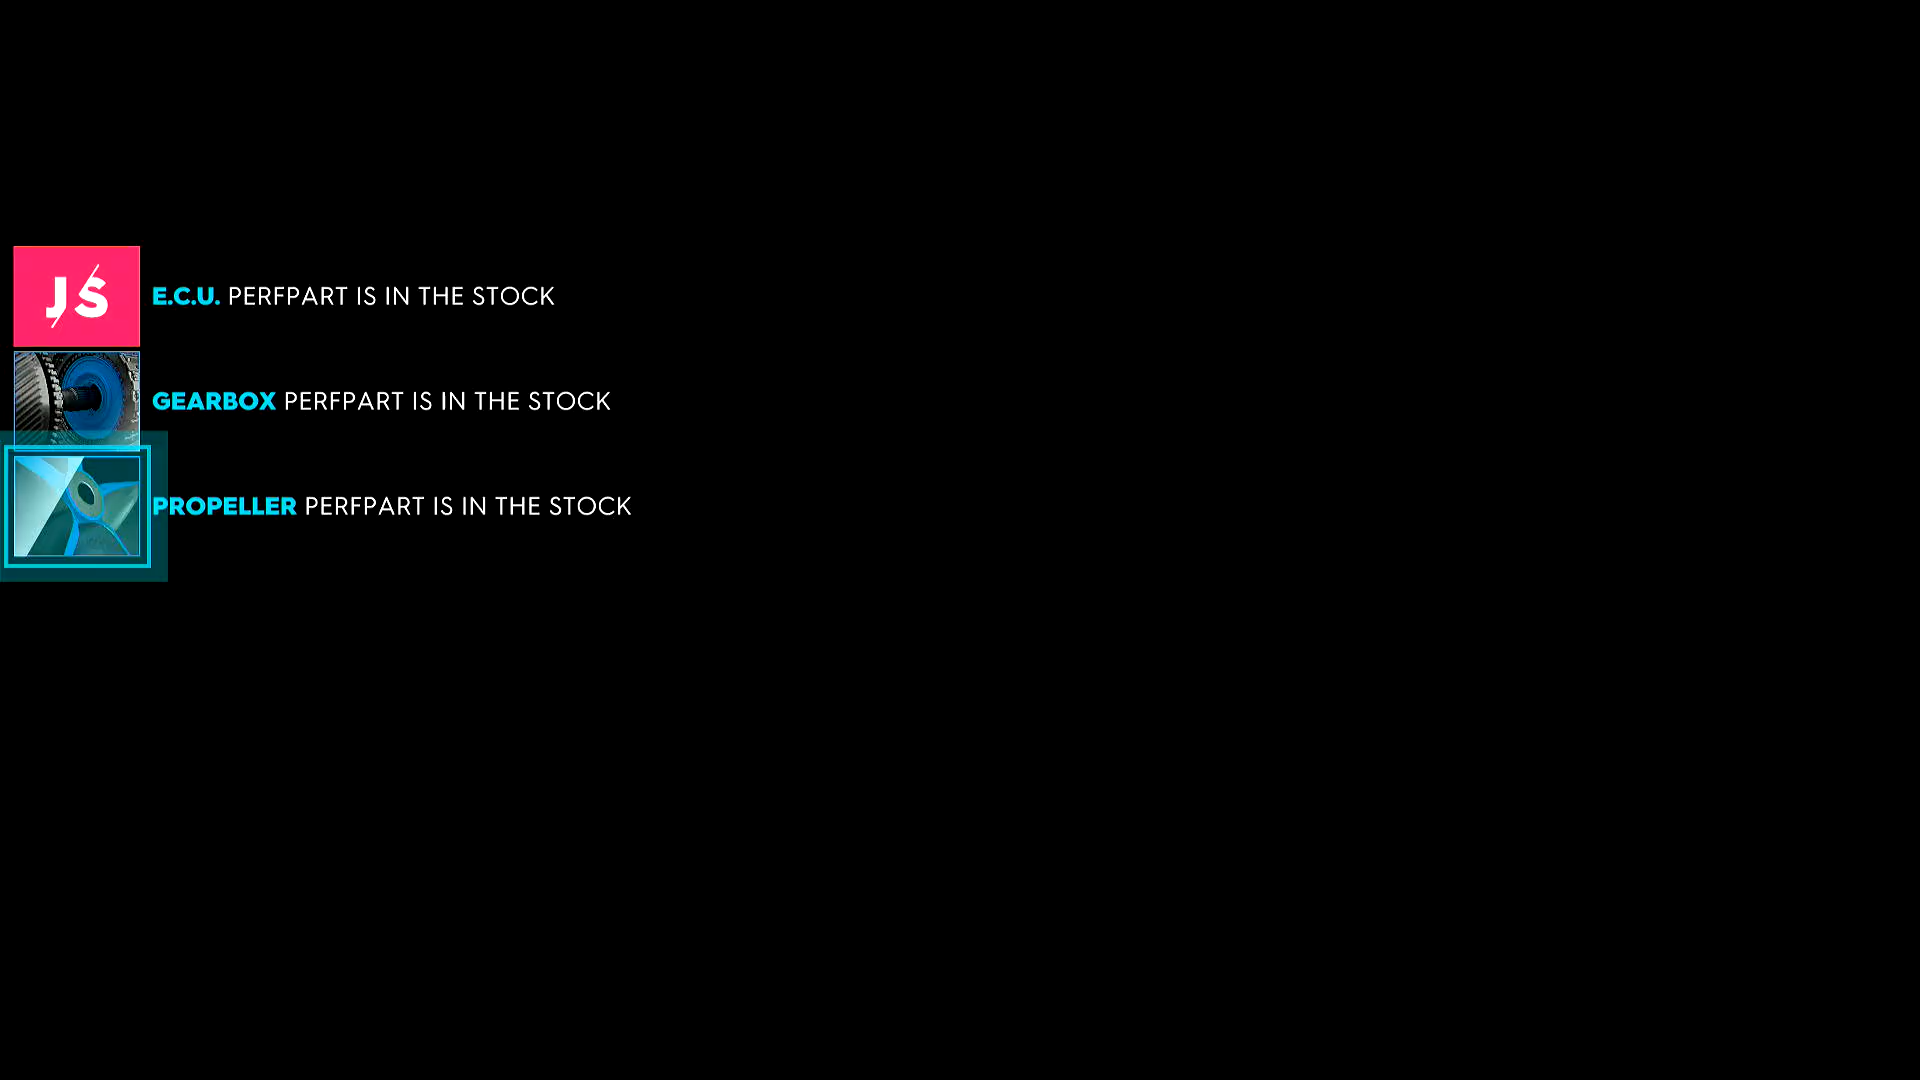 JS
E.C.U. PERFPART IS IN THE STOCK
GEARBOX PERFPART IS IN THE STOCK
PROPELLER PERFPART IS IN THE STOCK